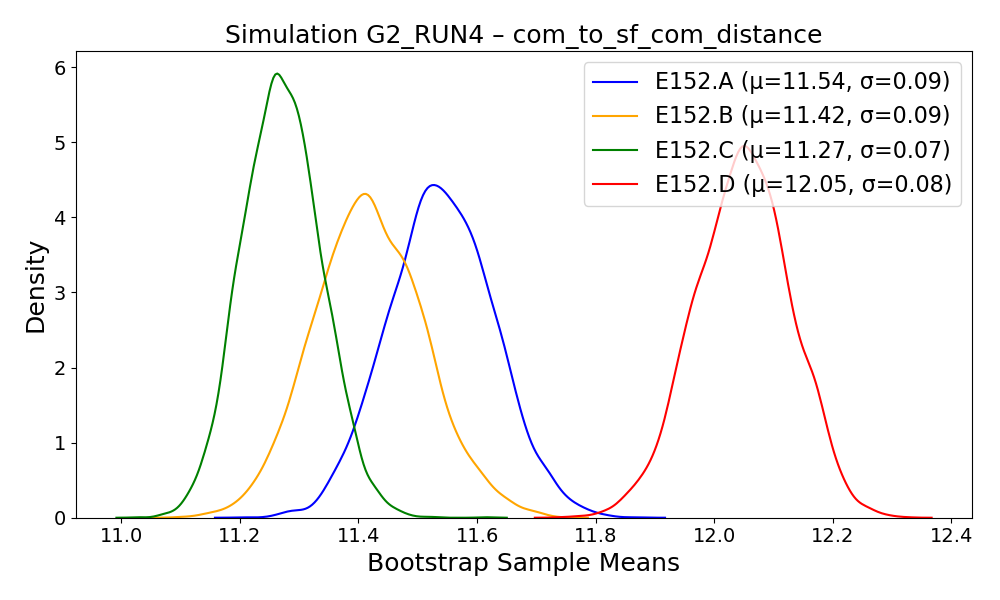 Simulation G2_RUN4 – com_to_sf_com_distance
E152.A (μ=11.54, σ=0.09)
E152.B (μ=11.42, σ=0.09)
E152.C (μ=11.27, σ=0.07)
E152.D (μ=12.05, σ=0.08)
Density
6
5
4
3
2
1
0
11.0 11.2 11.4 11.6 11.8 12.0 12.2 12.4
Bootstrap Sample Means